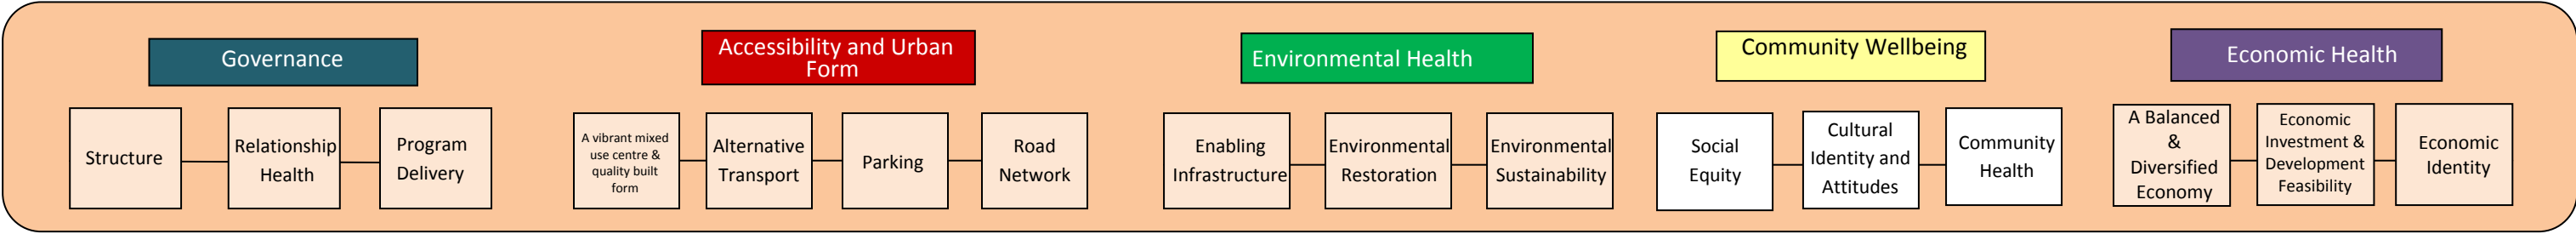 Governance
Accessibility and Urban
Form
Environmental Health
Community Wellbeing
Economic Health
Structure
Relationship
Health
Program
Delivery
A vibrant mixed
use centre &
quality built
form
Alternative
Transport
Parking
Road
Network
Enabling
Infrastructure
Environmental
Restoration
Environmental
Sustainability
Social
Equity
Cultural
Identity and
Attitudes
Community
Health
A Balanced
&
Diversified
Economy
Economic
Investment &
Development
Feasibility
Economic
Identity